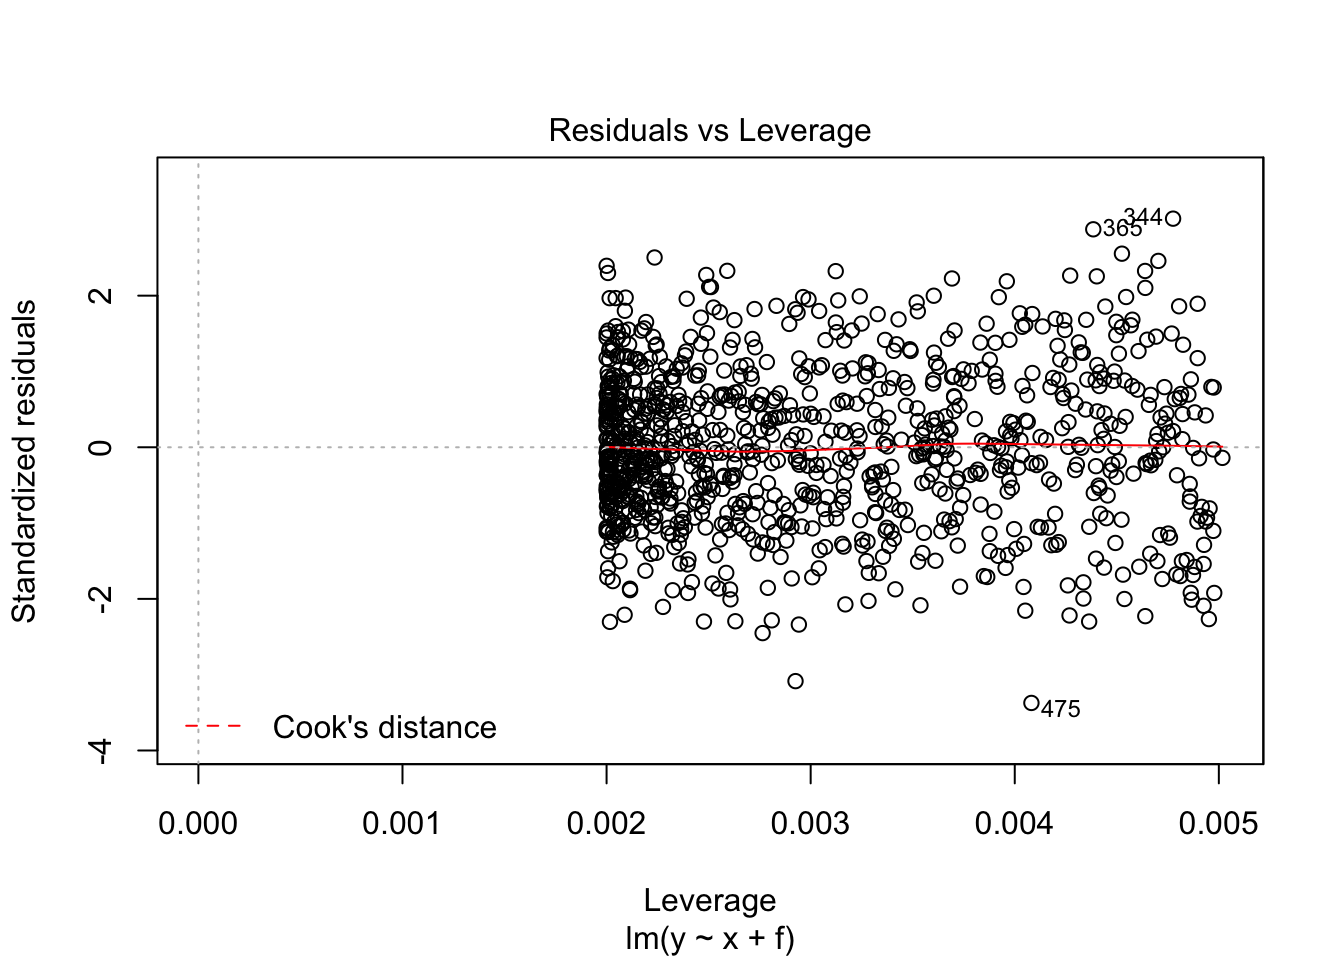 Residuals vs Leverage
344
365
2
0
-2
-4
Standardized residuals
475
Cook's distance
0.000 0.001 0.002 0.003 0.004 0.005
Leverage
lm(y ~ x + f)